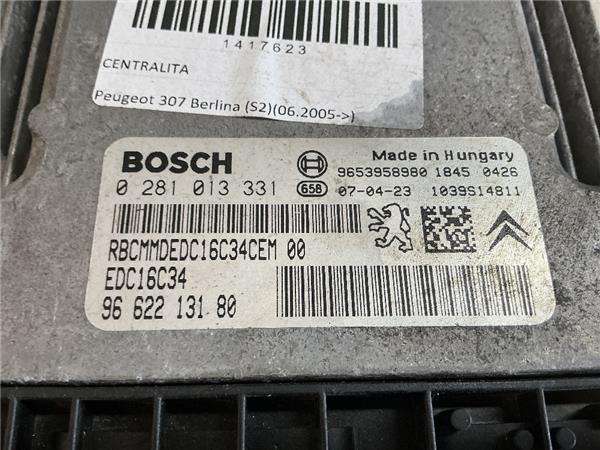 1417623
CENTRALITA
Peugeot 307 Berlina (S2)(06.2005->)
BOSCH
Made in Hungary
9653958980 1845 0426
0 281 013 331
658 07-04-23 1039S14811
RBCMMDEDC16C34CEM 00
EDC16C34
96 622 131 80